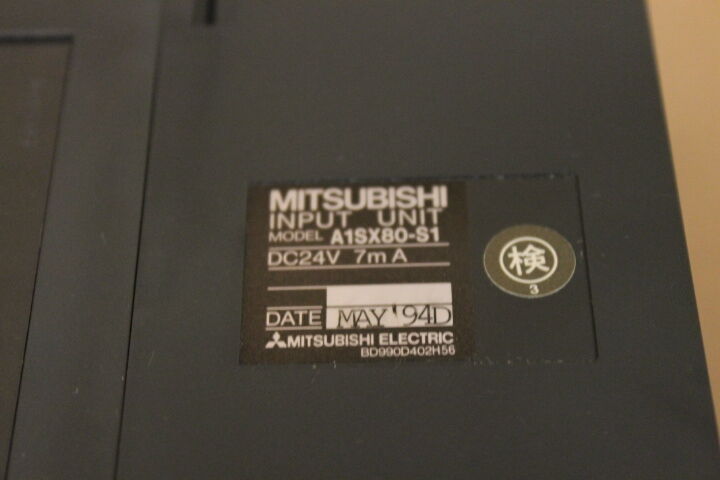 MITSUBISHI
INPUT UNIT
MODEL A1SX80-S1
DC24V 7mA
DATE MAY '94D
MITSUBISHI ELECTRIC
BD990D402H56
検
3